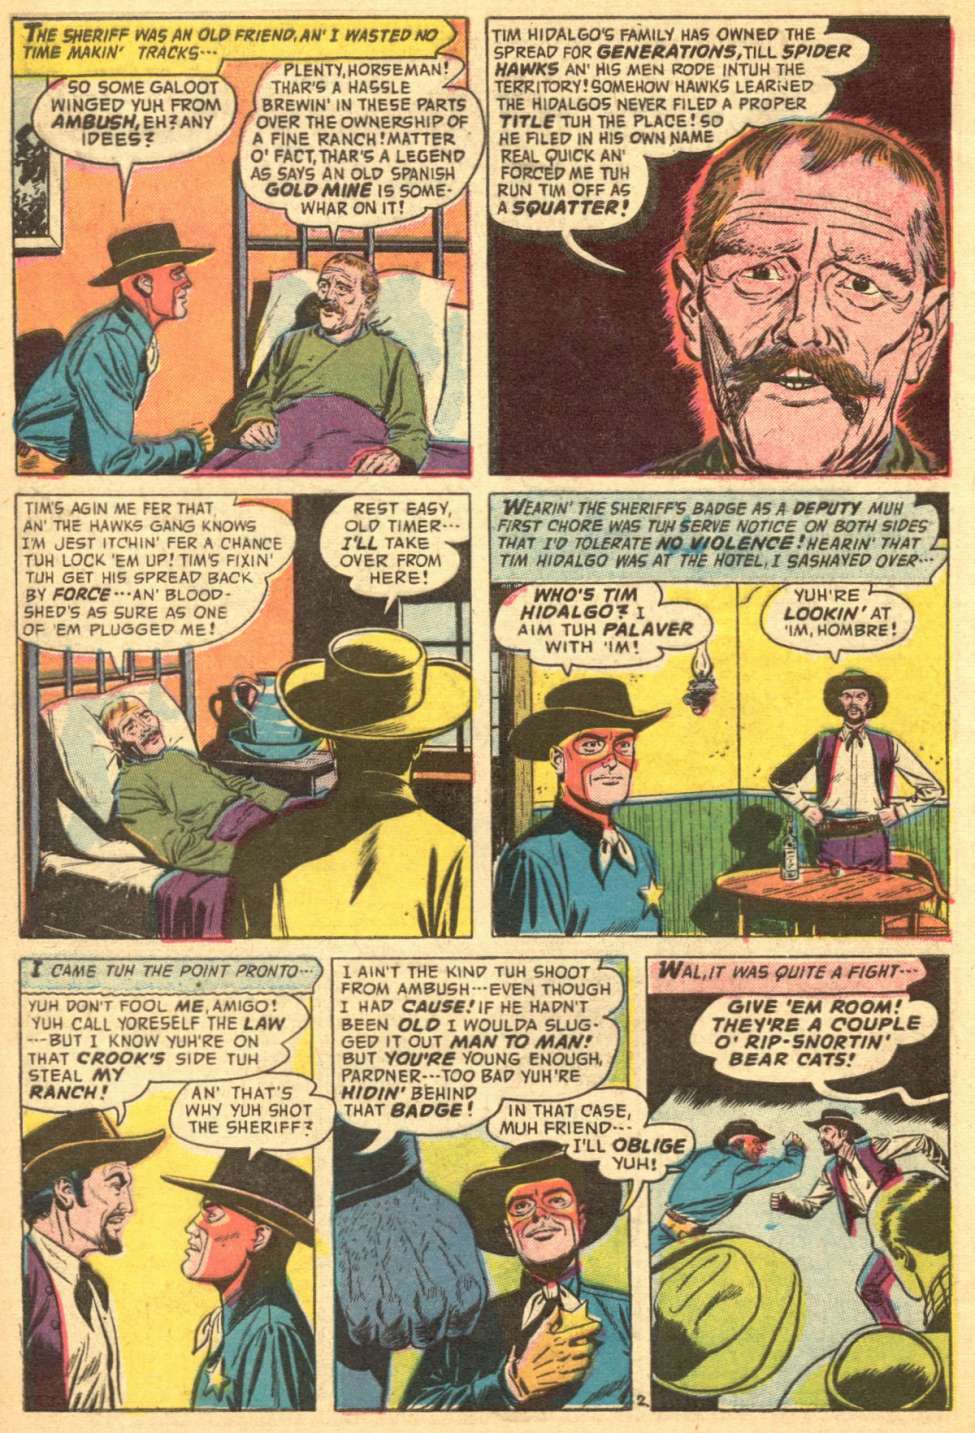 THE SHERIFF WAS AN OLD FRIEND, AN' I WASTED NO
TIME MAKIN' TRACKS---
SO SOME GALOOT
WINGED YUH FROM
AMBUSH, EH? ANY
IDEES?
PLENTY, HORSEMAN!
THAR'S A HASSLE
BREWIN' IN THESE PARTS
OVER THE OWNERSHIP OF
A FINE RANCH! MATTER
O' FACT, THAR'S A LEGEND
AS SAYS AN OLD SPANISH
GOLD MINE IS SOME-
WHAR ON IT!
TIM HIDALGO'S FAMILY HAS OWNED THE
SPREAD FOR GENERATIONS, TILL SPIDER
HAWKS AN' HIS MEN RODE INTUH THE
TERRITORY! SOMEHOW HAWKS LEARNED
THE HIDALGOS NEVER FILED A PROPER
TITLE TUH THE PLACE! SO
HE FILED IN HIS OWN NAME
REAL QUICK AN'
FORCED ME TUH
RUN TIM OFF AS
A SQUATTER!
TIM'S AGIN ME FER THAT,
AN' THE HAWKS GANG KNOWS
I'M JEST ITCHIN' FER A CHANCE
TUH LOCK 'EM UP! TIM'S FIXIN'
TUH GET HIS SPREAD BACK
BY FORCE---AN' BLOOD-
SHED'S AS SURE AS ONE
OF 'EM PLUGGED ME!
REST EASY,
OLD TIMER---
I'LL TAKE
OVER FROM
HERE!
WEARIN' THE SHERIFF'S BADGE AS A DEPUTY MUH
FIRST CHORE WAS TUH SERVE NOTICE ON BOTH SIDES
THAT I'D TOLERATE NO VIOLENCE! HEARIN' THAT
TIM HIDALGO WAS AT THE HOTEL, I SASHAYED OVER---
WHO'S TIM
HIDALGO? I
AIM TUH PALAVER
WITH 'IM!
YUH'RE
LOOKIN' AT
'IM, HOMBRE!
I CAME TUH THE POINT PRONTO---
YUH DON'T FOOL ME, AMIGO!
YUH CALL YORESELF THE LAW
---BUT I KNOW YUH'RE ON
THAT CROOK'S SIDE TUH
STEAL MY
RANCH!
AN' THAT'S
WHY YUH SHOT
THE SHERIFF?
I AIN'T THE KIND TUH SHOOT
FROM AMBUSH---EVEN THOUGH
I HAD CAUSE! IF HE HADN'T
BEEN OLD I WOULDA SLUG-
GED IT OUT MAN TO MAN!
BUT YOU'RE YOUNG ENOUGH,
PARDNER---TOO BAD YUH'RE
HIDIN' BEHIND
THAT BADGE!
IN THAT CASE,
MUH FRIEND---
I'LL OBLIGE
YUH!
WAL, IT WAS QUITE A FIGHT---
GIVE 'EM ROOM!
THEY'RE A COUPLE
O' RIP-SNORTIN'
BEAR CATS!
2